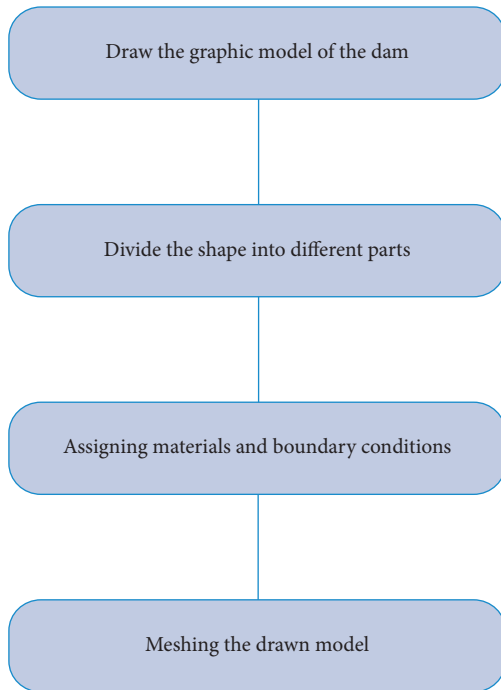 Draw the graphic model of the dam
Divide the shape into different parts
Assigning materials and boundary conditions
Meshing the drawn model